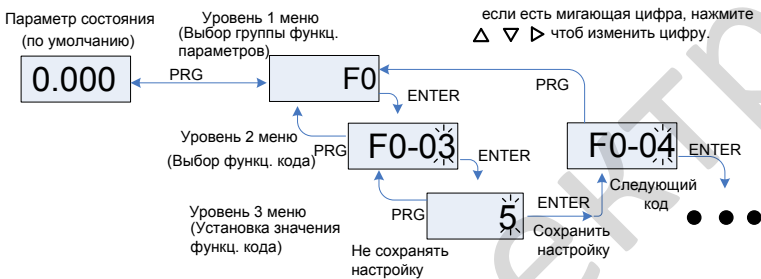 Параметр состояния
(по умолчанию)
0.000
PRG
Уровень 1 меню
(Выбор группы функц.
параметров)
F0
ENTER
если есть мигающая цифра, нажмите
△ ▽ ▷ чтоб изменить цифру.
PRG
Уровень 2 меню
(Выбор функц. кода)
PRG
F0-03
ENTER
F0-04
ENTER
Следующий
код
Уровень 3 меню
(Установка значения
функц. кода)
PRG
5
ENTER
Не сохранять
настройку
Сохранить
настройку